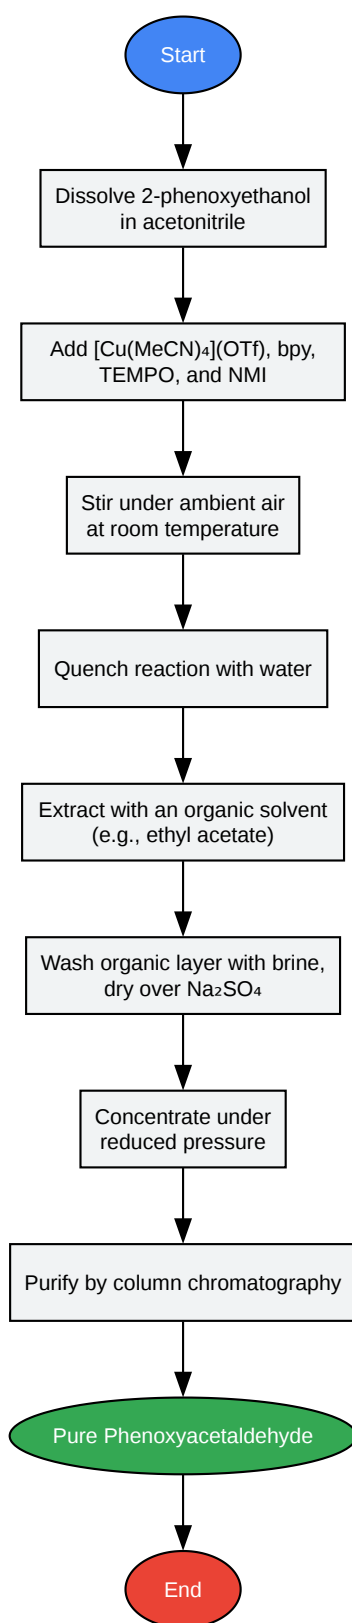 Start
Dissolve 2-phenoxyethanol
in acetonitrile
Add [Cu(MeCN)₄](OTf), bpy,
TEMPO, and NMI
Stir under ambient air
at room temperature
Quench reaction with water
Extract with an organic solvent
(e.g., ethyl acetate)
Wash organic layer with brine,
dry over Na₂SO₄
Concentrate under
reduced pressure
Purify by column chromatography
Pure Phenoxyacetaldehyde
End